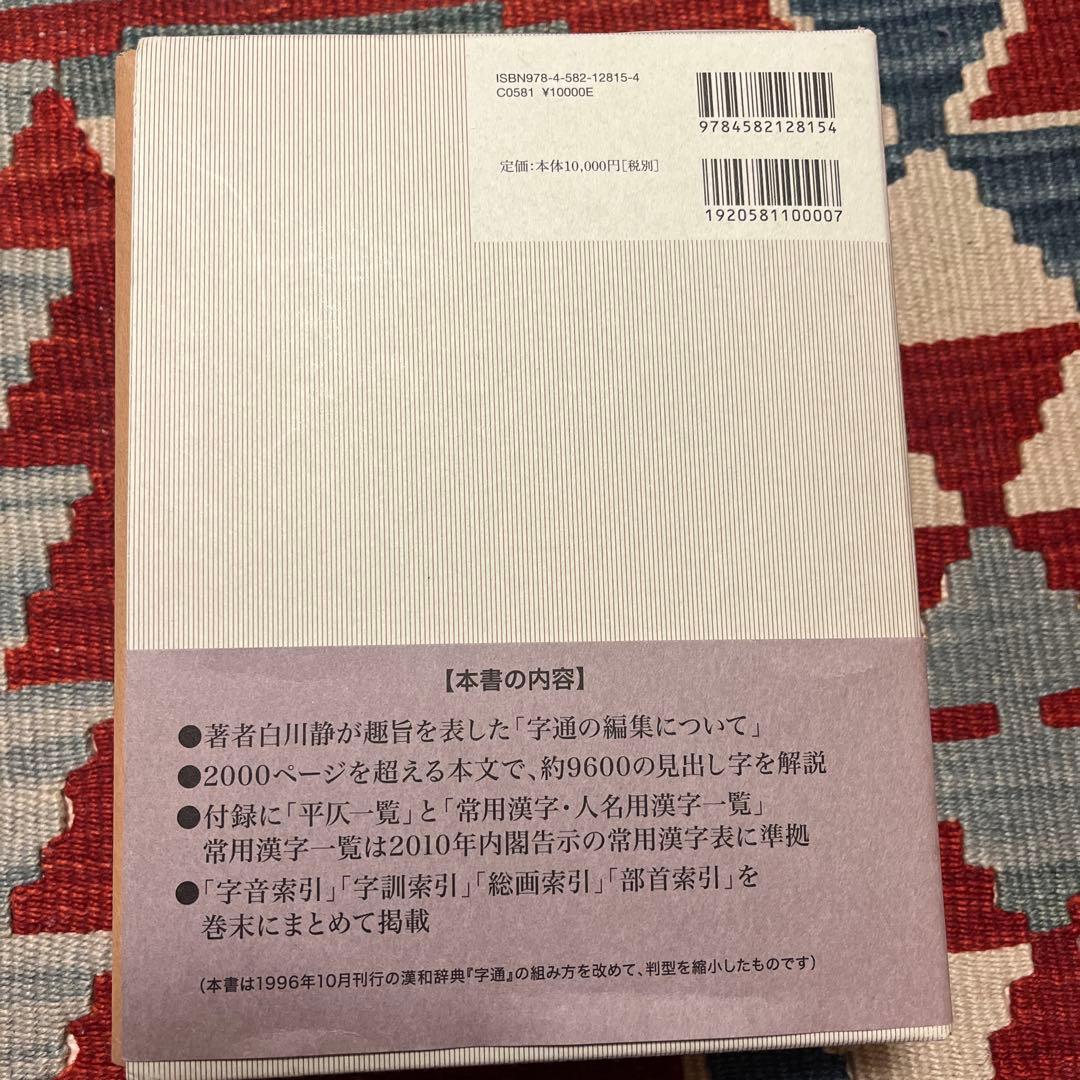 ISBN978-4-582-12815-4
C0581 ¥10000E
9784582128154
定価:本体10,000円[税別]
1920581100007
【本書の内容】
●著者白川静が趣旨を表した「字通の編集について」
●2000ページを超える本文で、約9600の見出し字を解説
●付録に「平仄一覧」と「常用漢字・人名用漢字一覧」
常用漢字一覧は2010年内閣告示の常用漢字表に準拠
●「字音索引」「字訓索引」「総画索引」「部首索引」を
巻末にまとめて掲載
(本書は1996年10月刊行の漢和辞典『字通』の組み方を改めて、判型を縮小したものです)